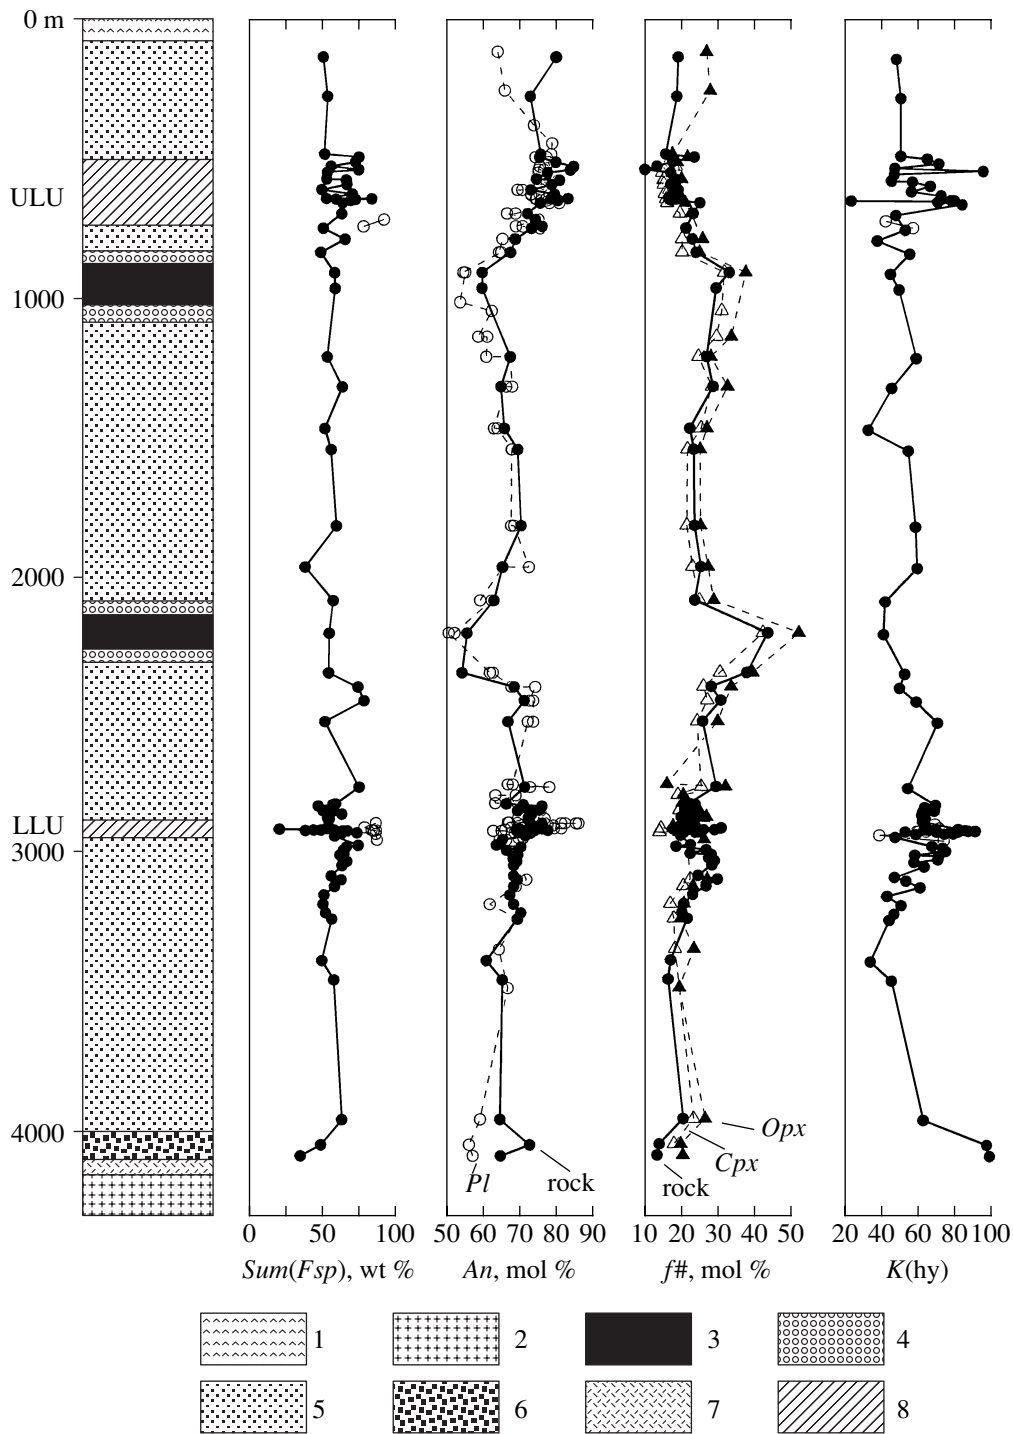 0 m
ULU
1000
2000
LLU
3000
4000
Opx
Cpx
Pl
rock
rock
0 50 100 50 60 70 80 90 10 20 30 40 50 20 40 60 80 100
Sum(Fsp), wt % An, mol % f#, mol % K(hy)
1 2 3 4
5 6 7 8